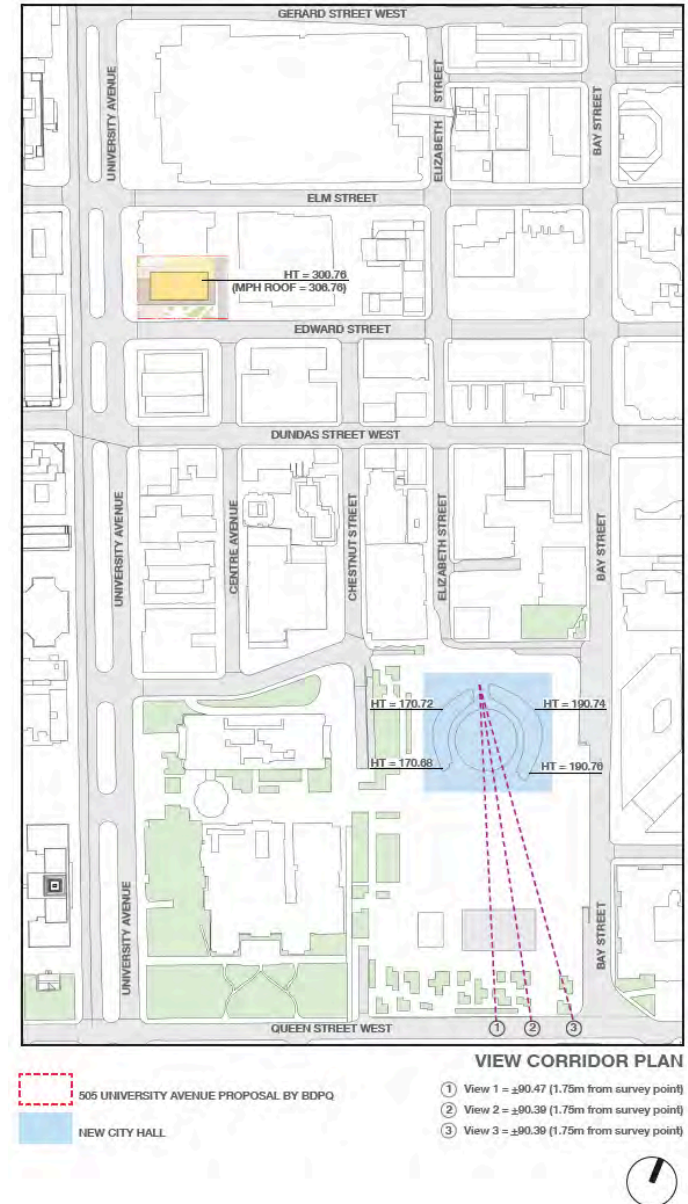 GERARD STREET WEST
UNIVERSITY AVENUE
ELIZABETH STREET
BAY STREET
ELM STREET
HT = 300.76
(MPH ROOF = 306.76)
EDWARD STREET
DUNDAS STREET WEST
UNIVERSITY AVENUE
CENTRE AVENUE
CHESTNUT STREET
ELIZABETH STREET
BAY STREET
HT = 170.72
HT = 190.74
HT = 170.68
HT = 190.76
UNIVERSITY AVENUE
BAY STREET
QUEEN STREET WEST
1
2
3
VIEW CORRIDOR PLAN
505 UNIVERSITY AVENUE PROPOSAL BY BDPQ
NEW CITY HALL
1 View 1 = ±90.47 (1.75m from survey point)
2 View 2 = ±90.39 (1.75m from survey point)
3 View 3 = ±90.39 (1.75m from survey point)